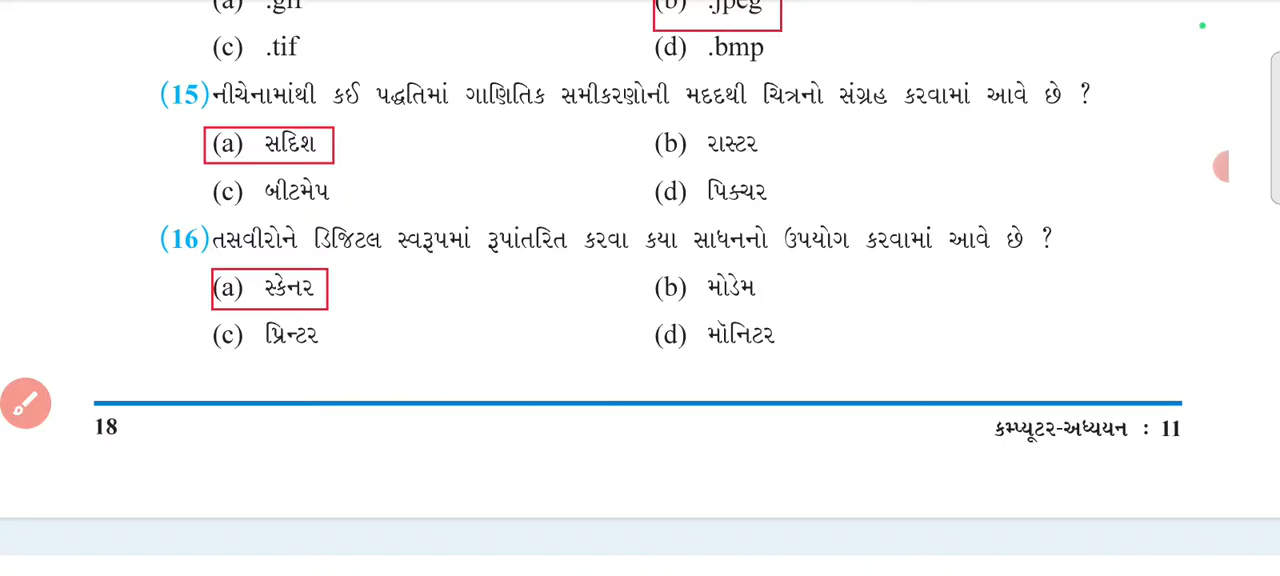 (a) .gif (b) .jpeg
(c) .tif (d) .bmp
(15) નીચેનામાંથી કઈ પદ્ધતિમાં ગાણિતિક સમીકરણોની મદદથી ચિત્રનો સંગ્રહ કરવામાં આવે છે ?
(a) સદિશ (b) રાસ્ટર
(c) બીટમેપ (d) પિક્ચર
(16) તસવીરોને ડિજિટલ સ્વરૂપમાં રૂપાંતરિત કરવા કયા સાધનનો ઉપયોગ કરવામાં આવે છે ?
(a) સ્કેનર (b) મોડેમ
(c) પ્રિન્ટર (d) મૉનિટર
18 કમ્પ્યૂટર-અધ્યયન : 11